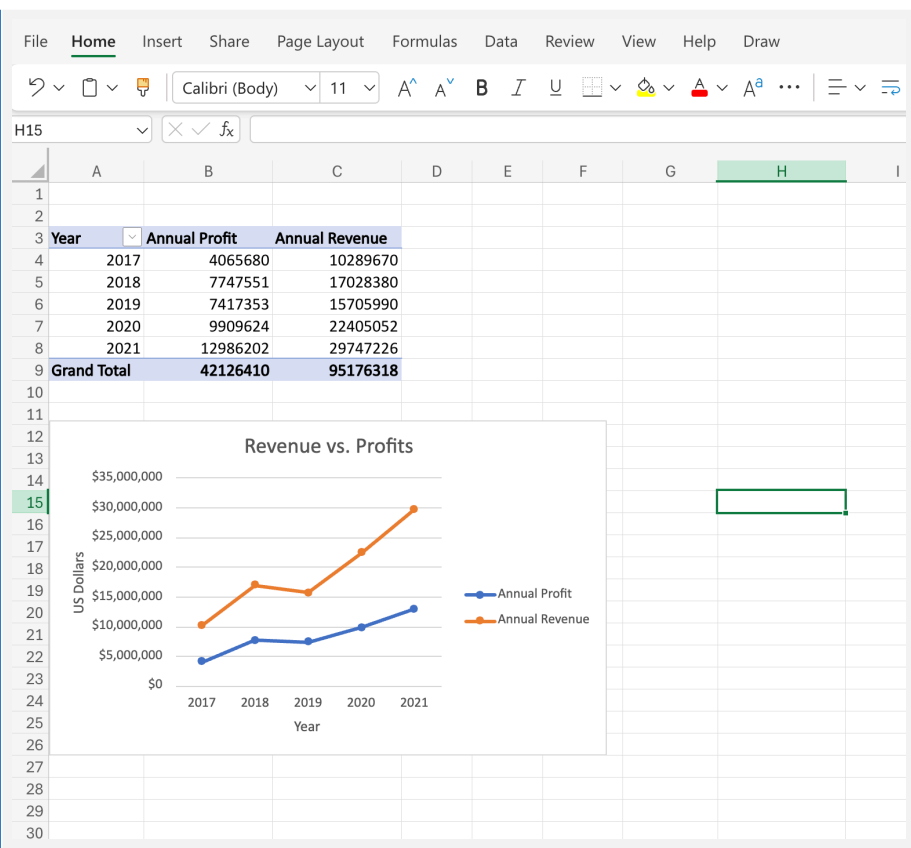 File Home Insert Share Page Layout Formulas Data Review View Help Draw
Calibri (Body) 11 A^ A˅ B I U A Aª ...
H15 fx
A B C D E F G H I
1
2
3 Year Annual Profit Annual Revenue
4 2017 4065680 10289670
5 2018 7747551 17028380
6 2019 7417353 15705990
7 2020 9909624 22405052
8 2021 12986202 29747226
9 Grand Total 42126410 95176318
10
11
12
13
14
15
16
17
18
19
20
21
22
23
24
25
26
27
28
29
30
Revenue vs. Profits
$35,000,000
$30,000,000
$25,000,000
$20,000,000
$15,000,000
$10,000,000
$5,000,000
$0
US Dollars
2017 2018 2019 2020 2021
Year
Annual Profit
Annual Revenue